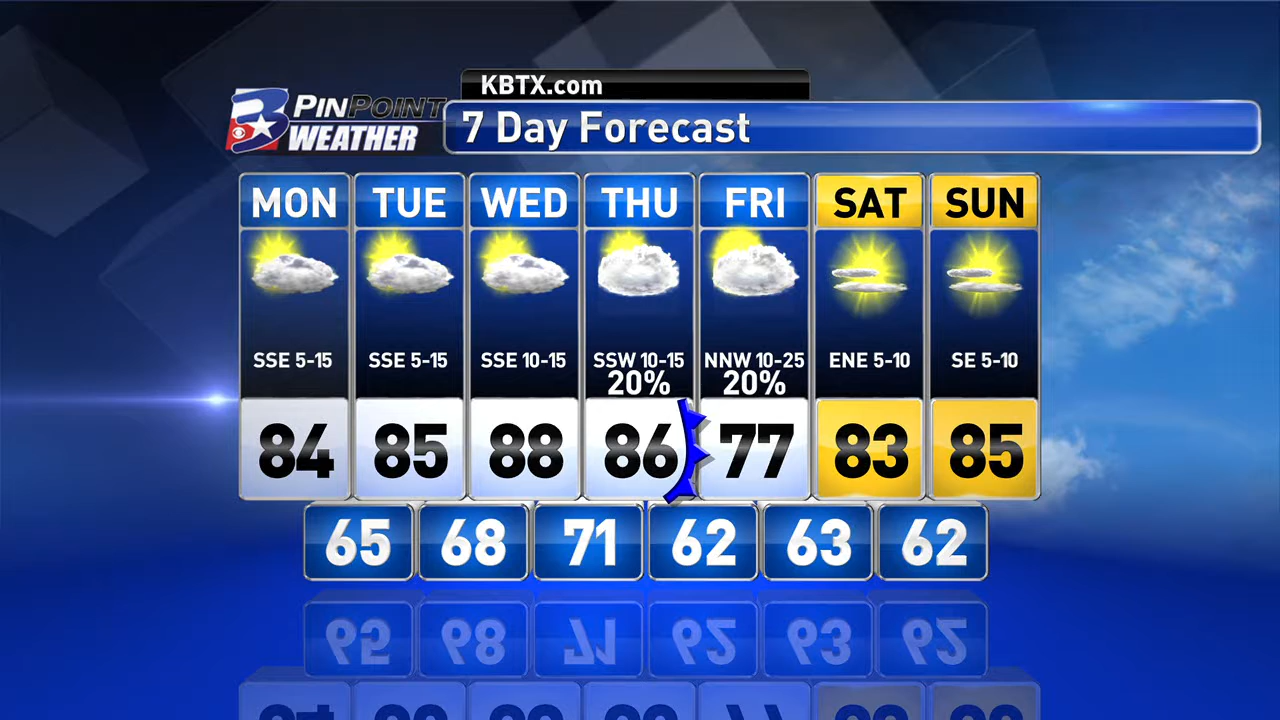 KBTX.com
3 PINPOINT
WEATHER
7 Day Forecast
MON TUE WED THU FRI SAT SUN
SSE 5-15 SSE 5-15 SSE 10-15 SSW 10-15 NNW 10-25 ENE 5-10 SE 5-10
20% 20%
84 85 88 86 77 83 85
65 68 71 62 63 62